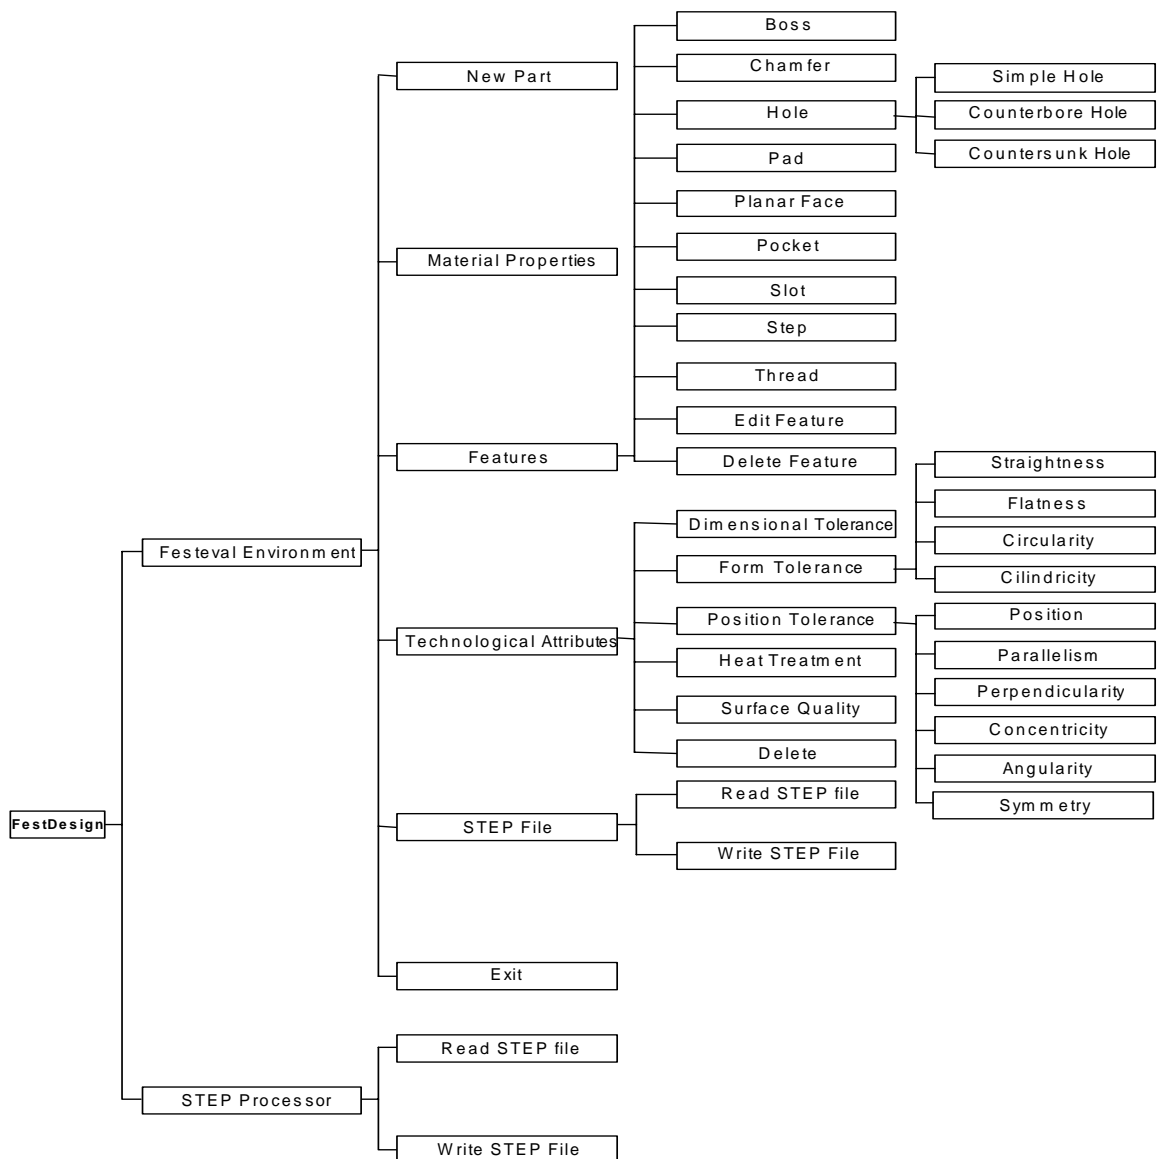 FestDesign
Festeval Environment
New Part
Material Properties
Features
Boss
Chamfer
Hole
Simple Hole
Counterbore Hole
Countersunk Hole
Pad
Planar Face
Pocket
Slot
Step
Thread
Edit Feature
Delete Feature
Technological Attributes
Dimensional Tolerance
Form Tolerance
Straightness
Flatness
Circularity
Cilindricity
Position Tolerance
Position
Parallelism
Perpendicularity
Concentricity
Angularity
Symmetry
Heat Treatment
Surface Quality
Delete
STEP File
Read STEP file
Write STEP File
Exit
STEP Processor
Read STEP file
Write STEP File